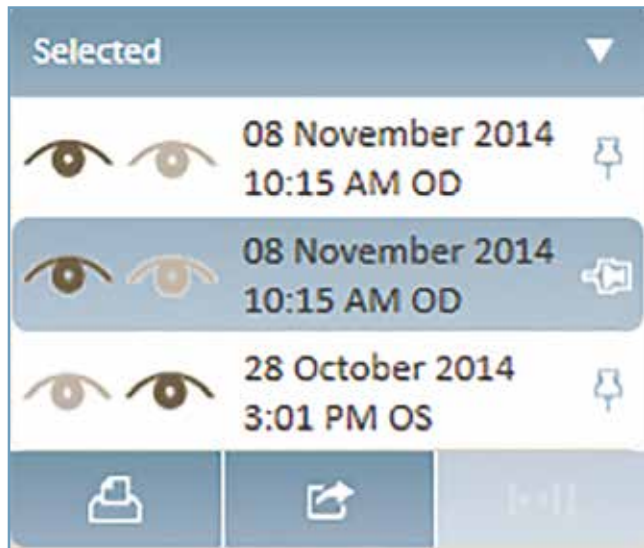 Selected
08 November 2014
10:15 AM OD
08 November 2014
10:15 AM OD
28 October 2014
3:01 PM OS